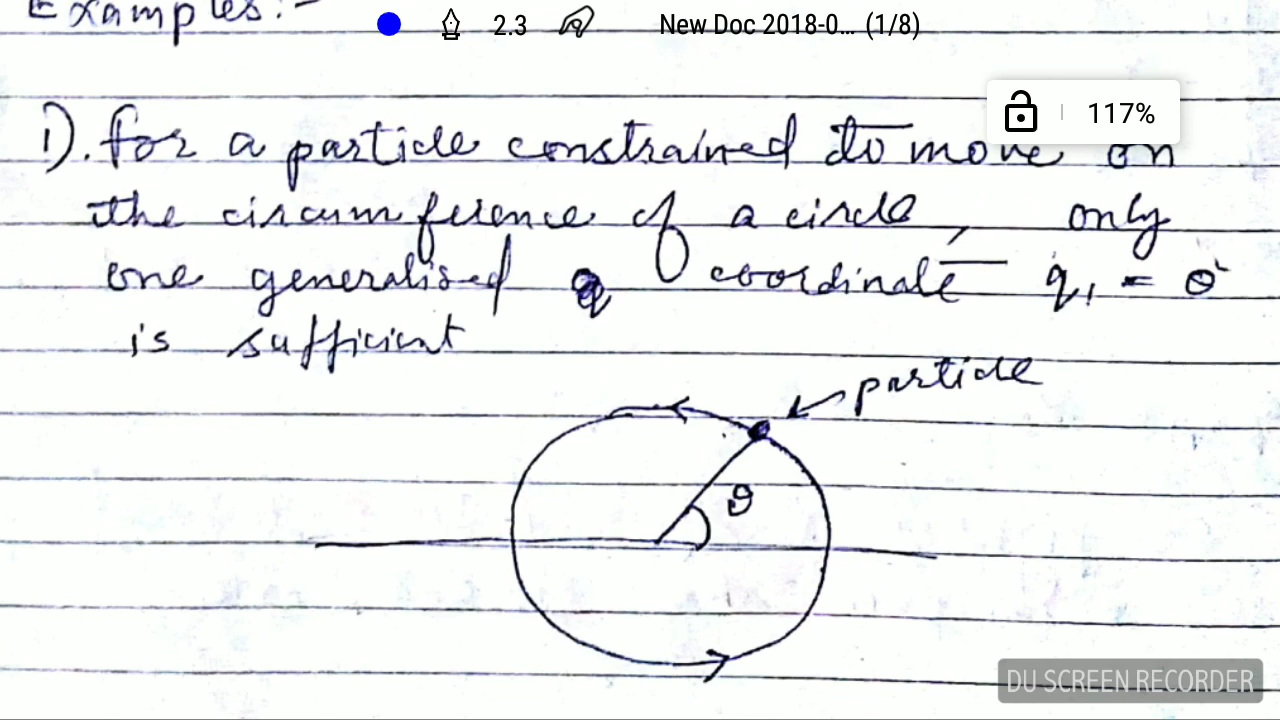 Examples:-
2.3 New Doc 2018-0... (1/8)
117%
1). for a particle constrained to move on
the circumference of a circle, only
one generalised coordinate q₁ = θ
is sufficient
particle
θ
DU SCREEN RECORDER